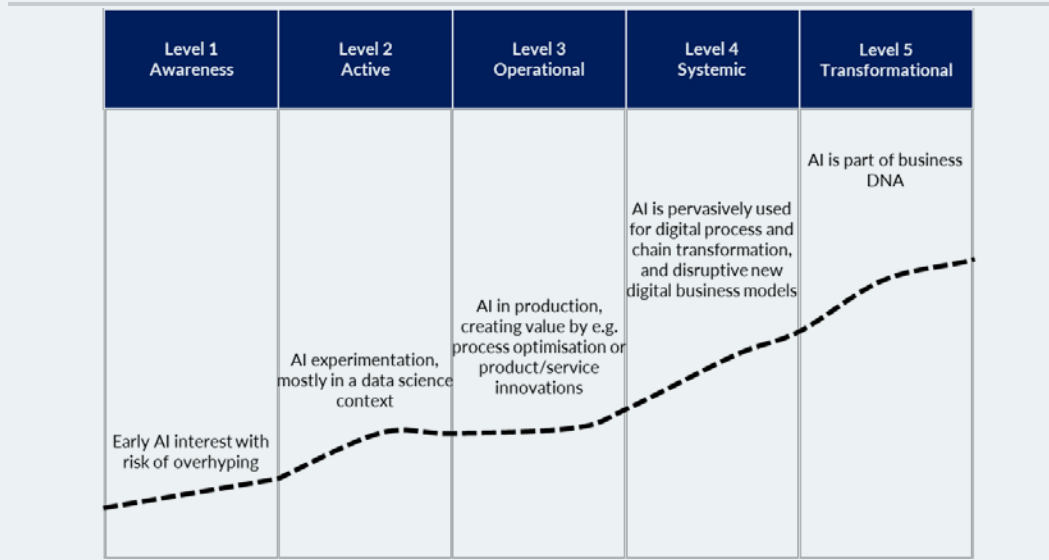 Level 1
Awareness
Level 2
Active
Level 3
Operational
Level 4
Systemic
Level 5
Transformational
Early AI interest with
risk of overhyping
AI experimentation,
mostly in a data science
context
AI in production,
creating value by e.g.
process optimisation or
product/service
innovations
AI is pervasively used
for digital process and
chain transformation,
and disruptive new
digital business models
AI is part of business
DNA